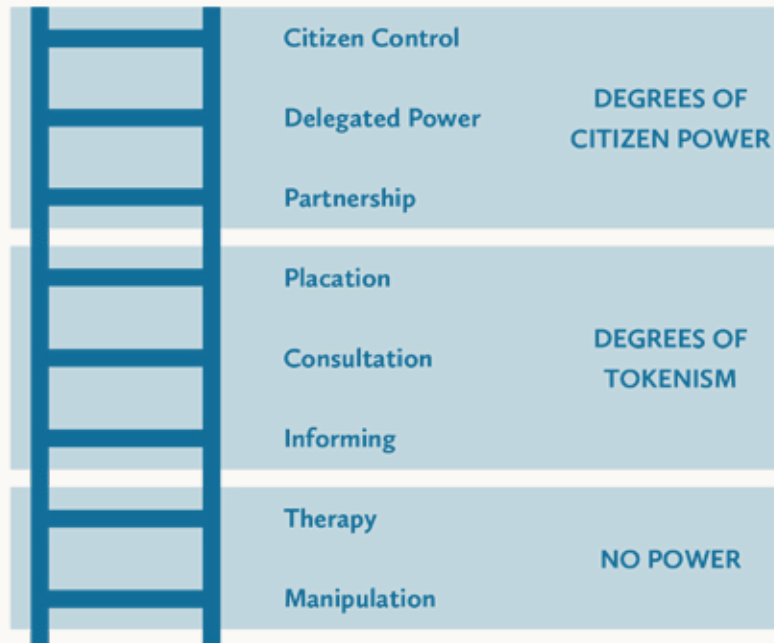 Citizen Control
Delegated Power
Partnership
DEGREES OF
CITIZEN POWER
Placation
Consultation
Informing
DEGREES OF
TOKENISM
Therapy
Manipulation
NO POWER